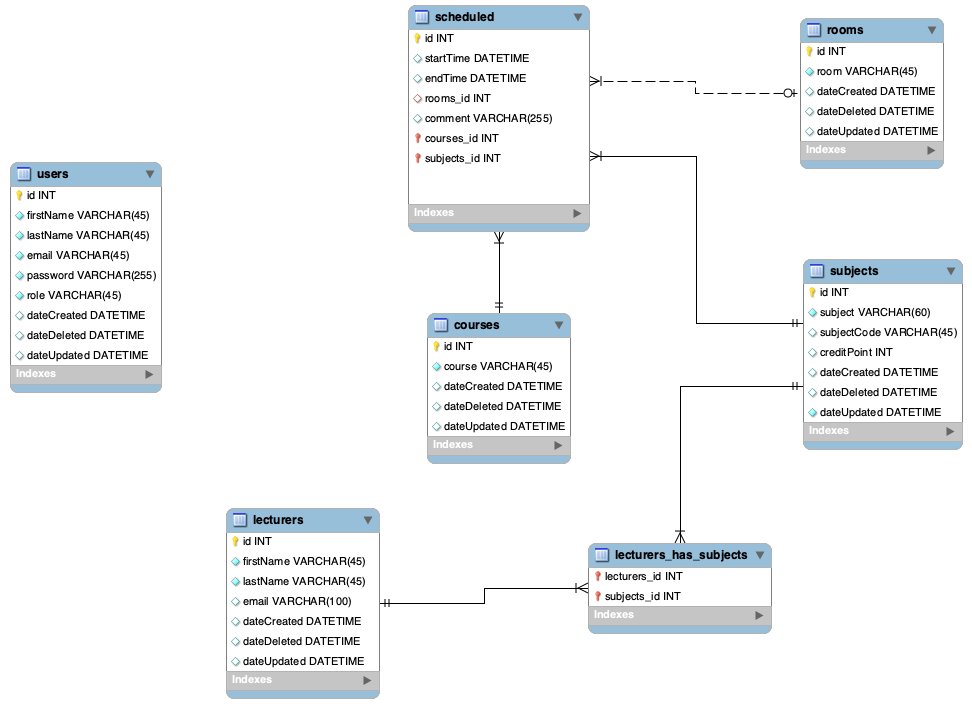 scheduled
id INT
startTime DATETIME
endTime DATETIME
rooms_id INT
comment VARCHAR(255)
courses_id INT
subjects_id INT
Indexes
rooms
id INT
room VARCHAR(45)
dateCreated DATETIME
dateDeleted DATETIME
dateUpdated DATETIME
Indexes
users
id INT
firstName VARCHAR(45)
lastName VARCHAR(45)
email VARCHAR(45)
password VARCHAR(255)
role VARCHAR(45)
dateCreated DATETIME
dateDeleted DATETIME
dateUpdated DATETIME
Indexes
subjects
id INT
subject VARCHAR(60)
subjectCode VARCHAR(45)
creditPoint INT
dateCreated DATETIME
dateDeleted DATETIME
dateUpdated DATETIME
Indexes
courses
id INT
course VARCHAR(45)
dateCreated DATETIME
dateDeleted DATETIME
dateUpdated DATETIME
Indexes
lecturers
id INT
firstName VARCHAR(45)
lastName VARCHAR(45)
email VARCHAR(100)
dateCreated DATETIME
dateDeleted DATETIME
dateUpdated DATETIME
Indexes
lecturers_has_subjects
lecturers_id INT
subjects_id INT
Indexes